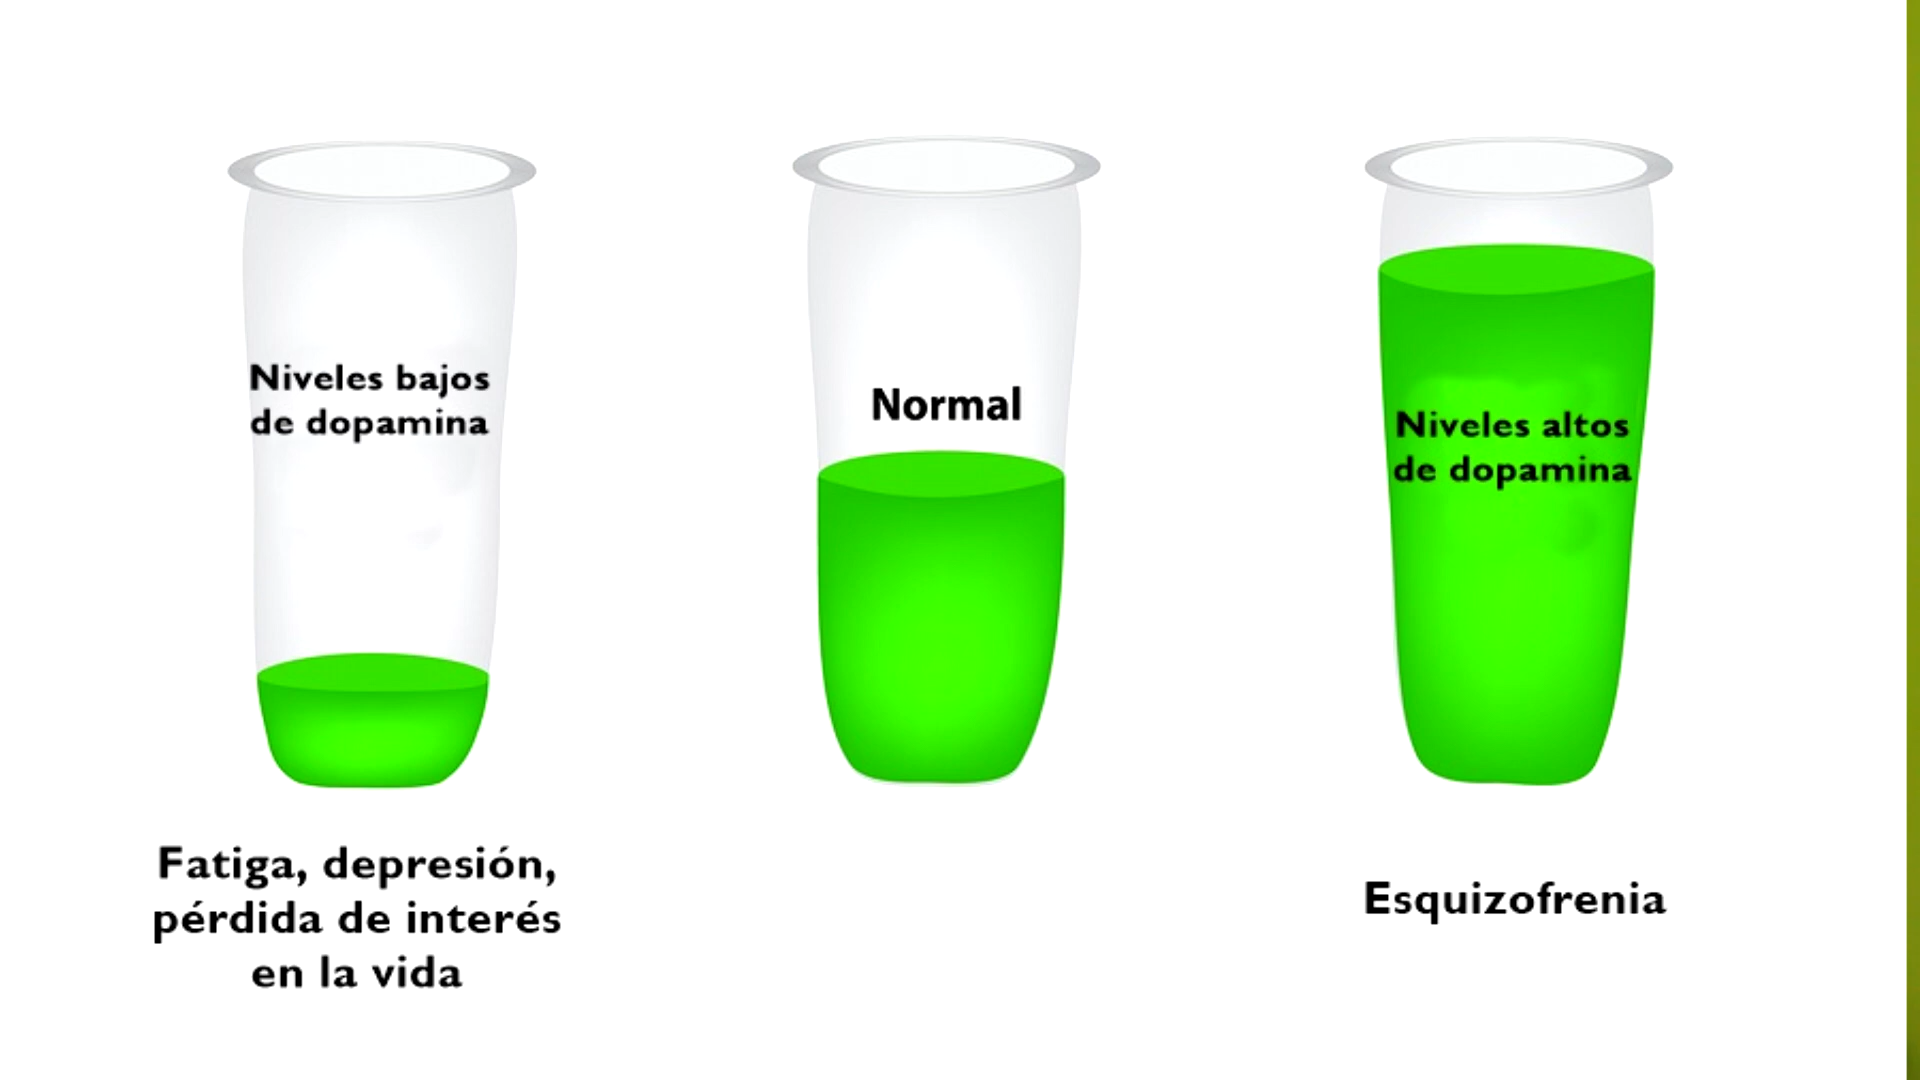 Niveles bajos
de dopamina
Fatiga, depresión,
pérdida de interés
en la vida
Normal
Niveles altos
de dopamina
Esquizofrenia